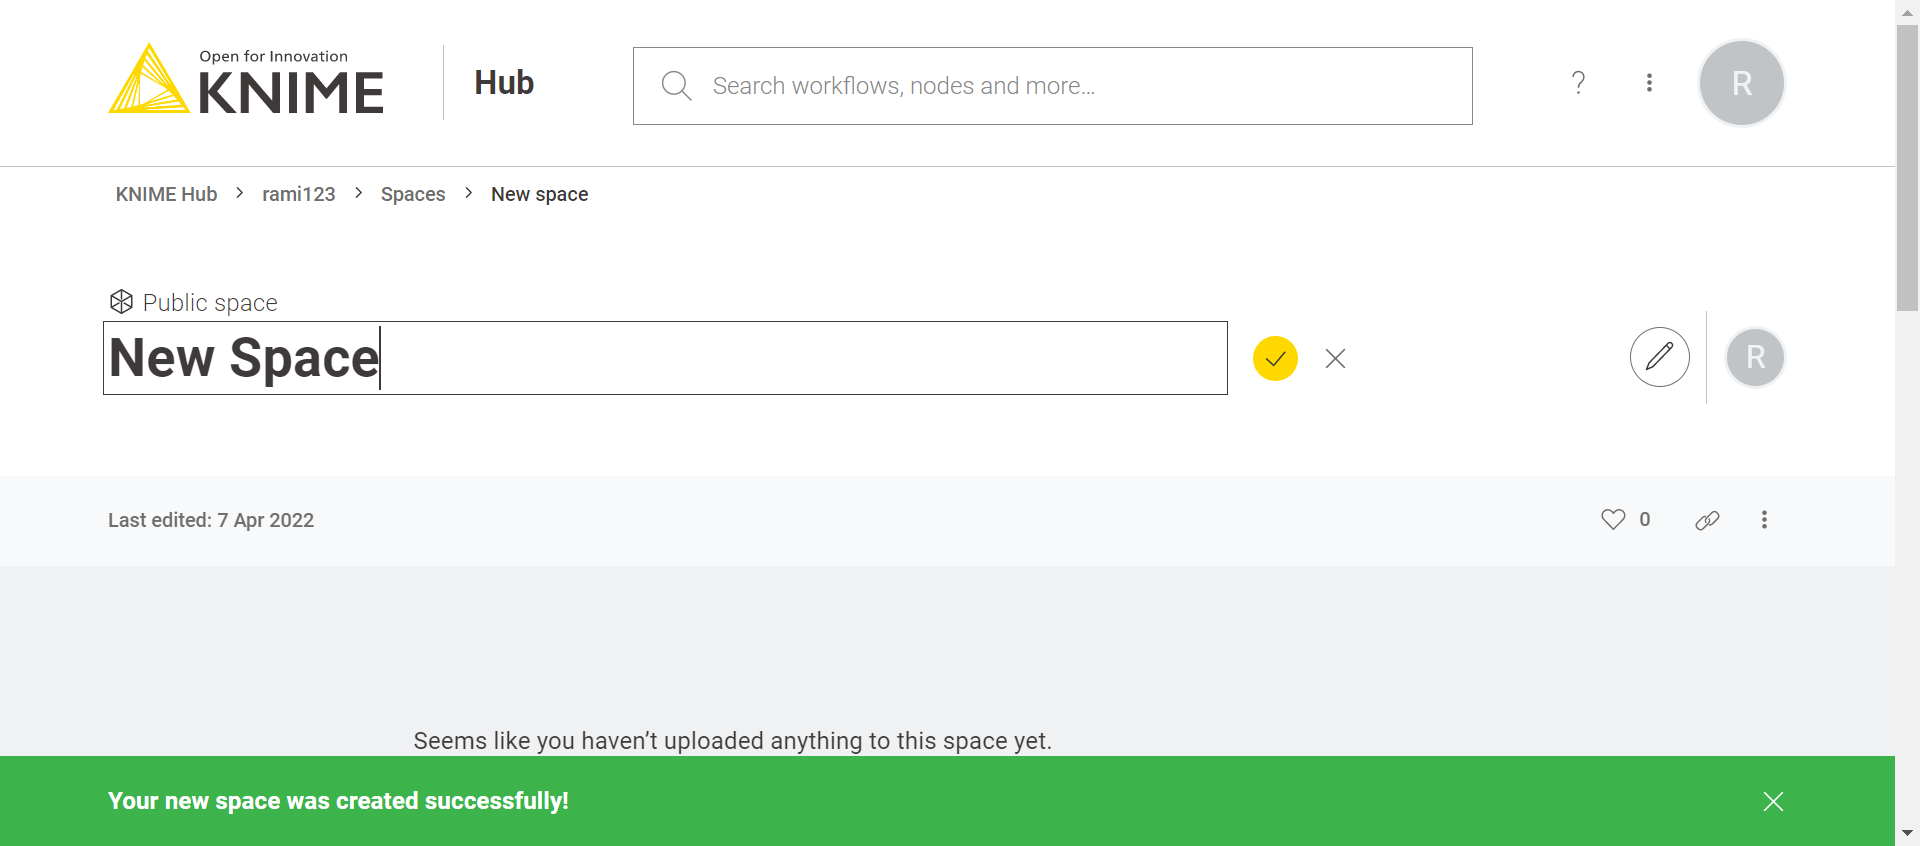 Open for Innovation
KNIME
Hub
Search workflows, nodes and more...
?
R
KNIME Hub > rami123 > Spaces > New space
Public space
New Space
R
Last edited: 7 Apr 2022
0
Seems like you haven’t uploaded anything to this space yet.
Your new space was created successfully!